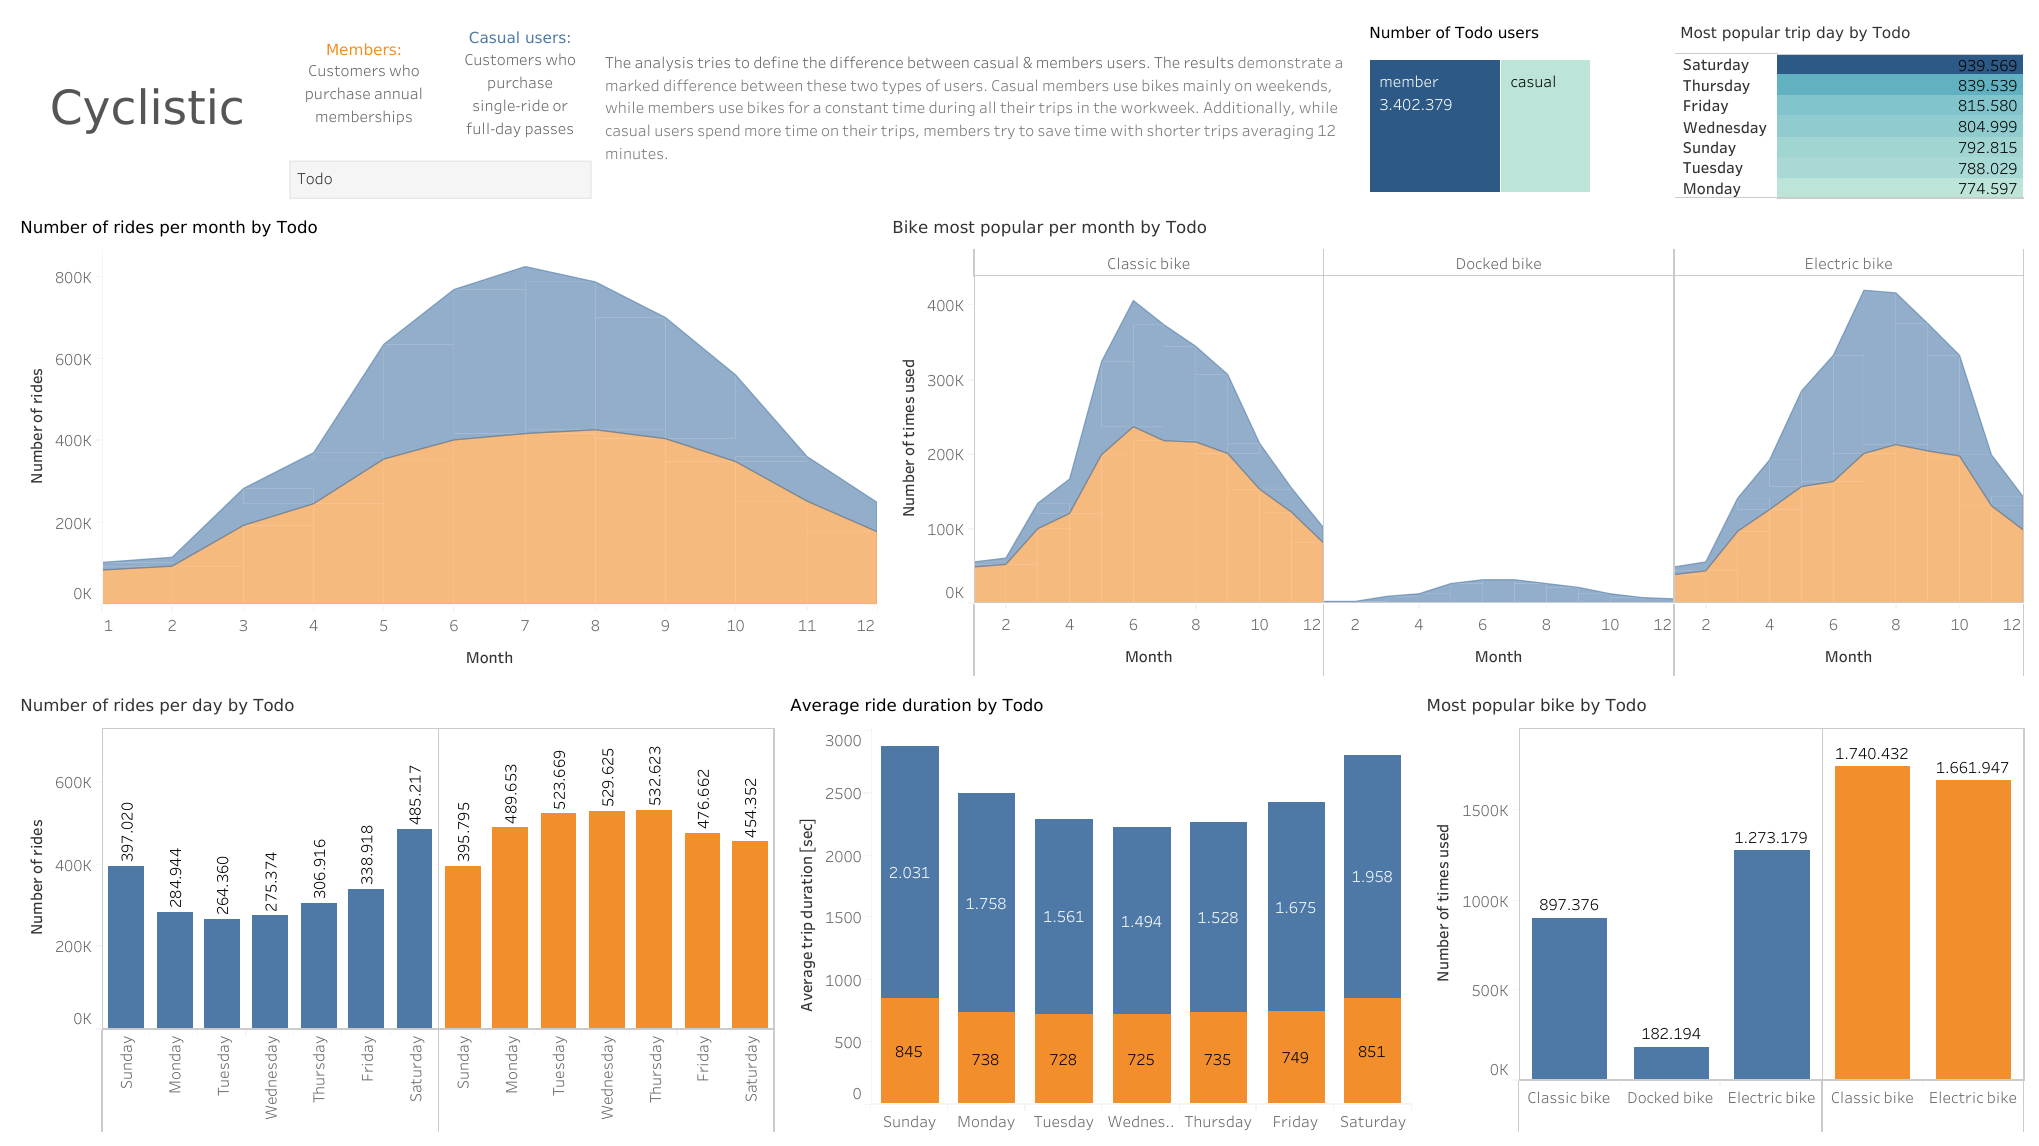 Cyclistic
Members:
Customers who
purchase annual
memberships
Casual users:
Customers who
purchase
single-ride or
full-day passes
Todo
The analysis tries to define the difference between casual & members users. The results demonstrate a
marked difference between these two types of users. Casual members use bikes mainly on weekends,
while members use bikes for a constant time during all their trips in the workweek. Additionally, while
casual users spend more time on their trips, members try to save time with shorter trips averaging 12
minutes.
Number of Todo users
member
3.402.379
casual
Most popular trip day by Todo
Saturday 939.569
Thursday 839.539
Friday 815.580
Wednesday 804.999
Sunday 792.815
Tuesday 788.029
Monday 774.597
Number of rides per month by Todo
Number of rides
800K
600K
400K
200K
0K
1 2 3 4 5 6 7 8 9 10 11 12
Month
Bike most popular per month by Todo
Classic bike Docked bike Electric bike
Number of times used
400K
300K
200K
100K
0K
2 4 6 8 10 12 2 4 6 8 10 12 2 4 6 8 10 12
Month Month Month
Number of rides per day by Todo
Number of rides
600K
400K
200K
0K
397.020 284.944 264.360 275.374 306.916 338.918 485.217 395.795 489.653 523.669 529.625 532.623 476.662 454.352
Sunday Monday Tuesday Wednesday Thursday Friday Saturday Sunday Monday Tuesday Wednesday Thursday Friday Saturday
Average ride duration by Todo
Average trip duration [sec]
3000
2500
2000
1500
1000
500
0
2.031 1.758 1.561 1.494 1.528 1.675 1.958
845 738 728 725 735 749 851
Sunday Monday Tuesday Wednes.. Thursday Friday Saturday
Most popular bike by Todo
Number of times used
1500K
1000K
500K
0K
897.376 182.194 1.273.179 1.740.432 1.661.947
Classic bike Docked bike Electric bike Classic bike Electric bike